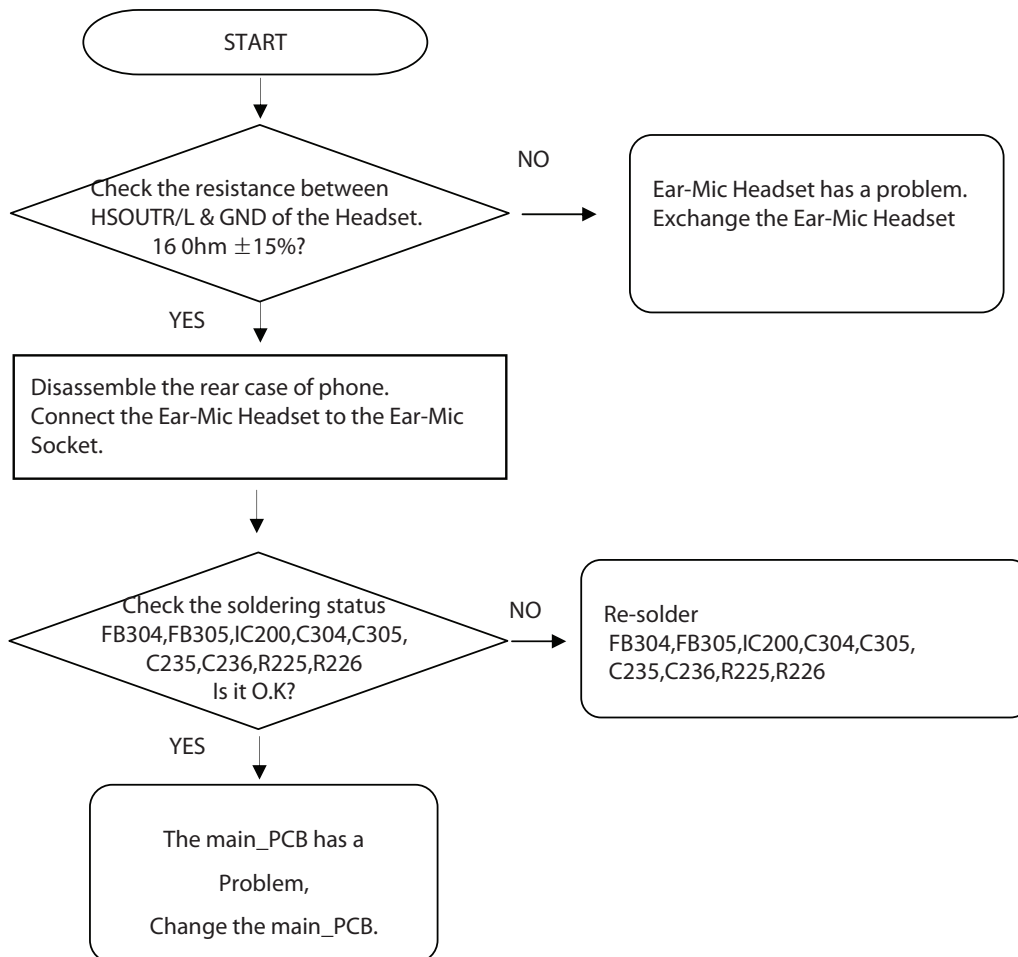 START
Check the resistance between
HSOUTR/L & GND of the Headset.
16 0hm ±15%?
NO
Ear-Mic Headset has a problem.
Exchange the Ear-Mic Headset
YES
Disassemble the rear case of phone.
Connect the Ear-Mic Headset to the Ear-Mic
Socket.
Check the soldering status
FB304,FB305,IC200,C304,C305,
C235,C236,R225,R226
Is it O.K?
NO
Re-solder
FB304,FB305,IC200,C304,C305,
C235,C236,R225,R226
YES
The main_PCB has a
Problem,
Change the main_PCB.